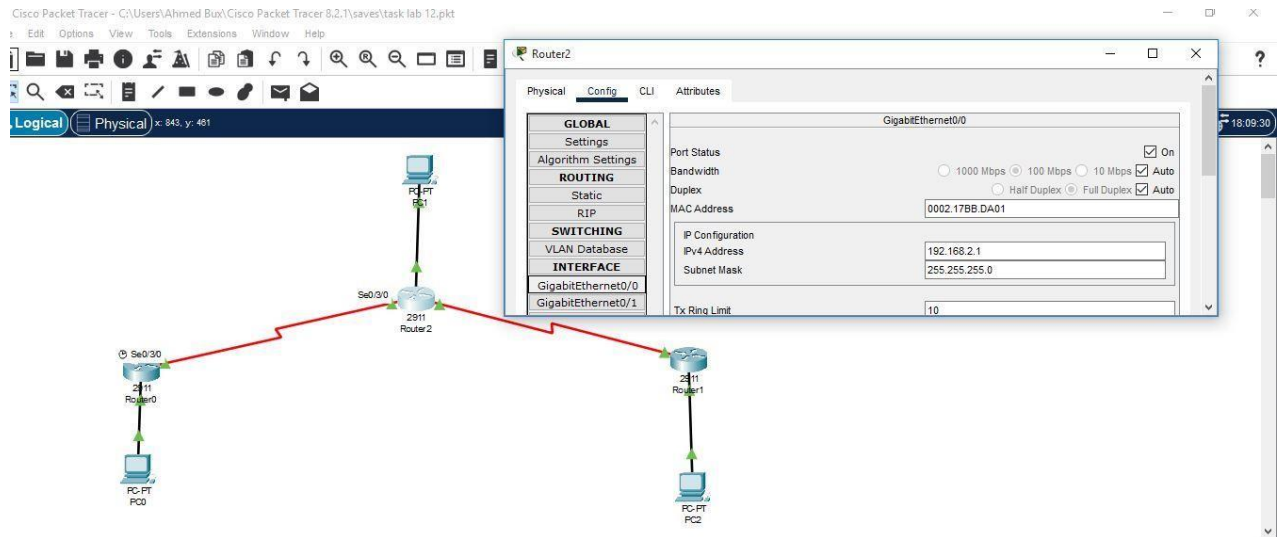 Cisco Packet Tracer - C:\Users\Ahmed Bux\Cisco Packet Tracer 8.2.1\saves\task lab 12.pkt
Edit Options View Tools Extensions Window Help
Logical Physical x: 843, y: 461
18:09:30
Router2
Physical Config CLI Attributes
GLOBAL
Settings
Algorithm Settings
ROUTING
Static
RIP
SWITCHING
VLAN Database
INTERFACE
GigabitEthernet0/0
GigabitEthernet0/1
GigabitEthernet0/0
Port Status On
Bandwidth 1000 Mbps 100 Mbps 10 Mbps Auto
Duplex Half Duplex Full Duplex Auto
MAC Address 0002.17BB.DA01
IP Configuration
IPv4 Address 192.168.2.1
Subnet Mask 255.255.255.0
Tx Ring Limit 10
PC-PT
PC1
Se0/3/0
2911
Router2
Se0/3/0
2911
Router0
2911
Router1
PC-PT
PC0
PC-PT
PC2